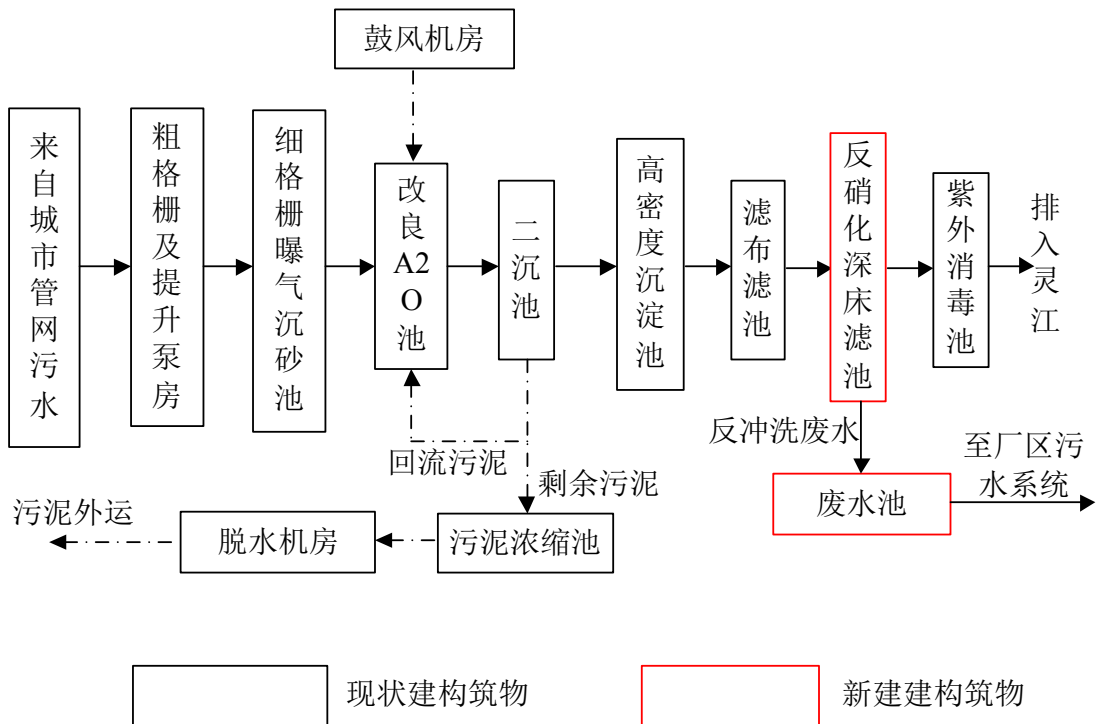 鼓风机房
来自城市管网污水
粗格栅及提升泵房
细格栅曝气沉砂池
改良A2O池
二沉池
高密度沉淀池
滤布滤池
反硝化深床滤池
紫外消毒池
排入灵江
反冲洗废水
回流污泥
剩余污泥
至厂区污
水系统
污泥外运
脱水机房
污泥浓缩池
废水池
现状建构筑物
新建建构筑物